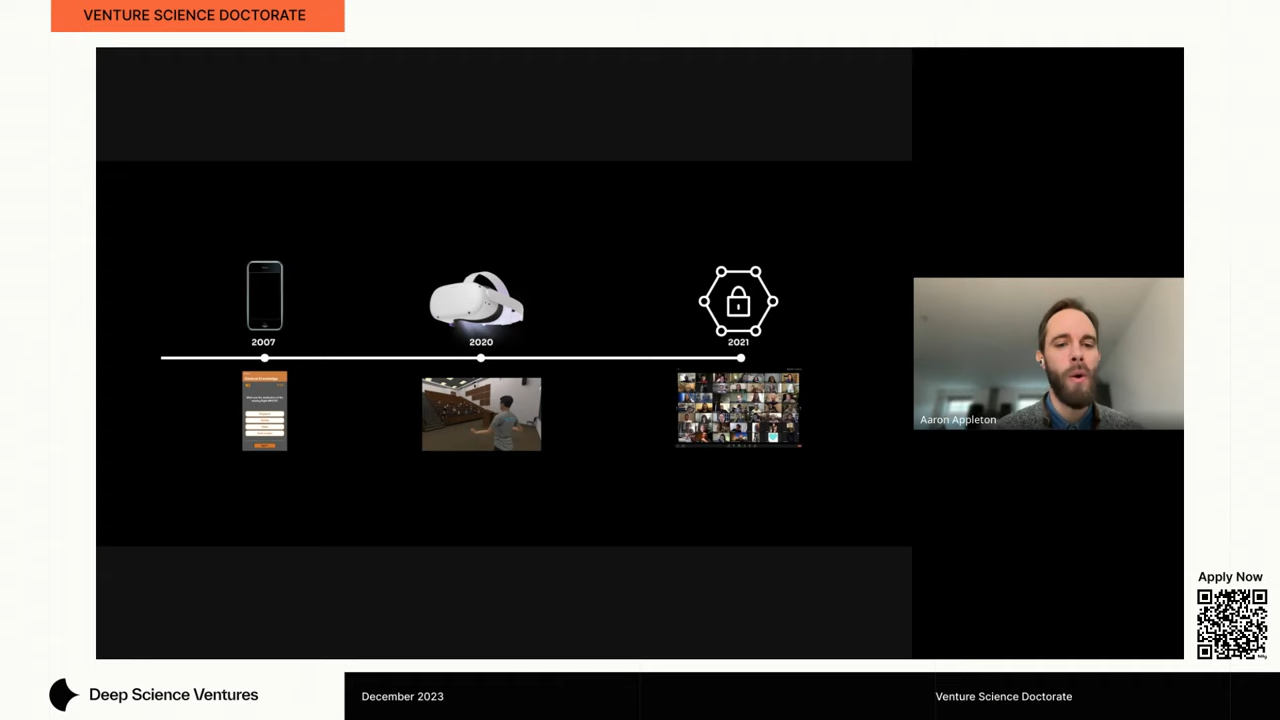 VENTURE SCIENCE DOCTORATE
2007
2020
2021
Aaron Appleton
Apply Now
Deep Science Ventures
December 2023
Venture Science Doctorate